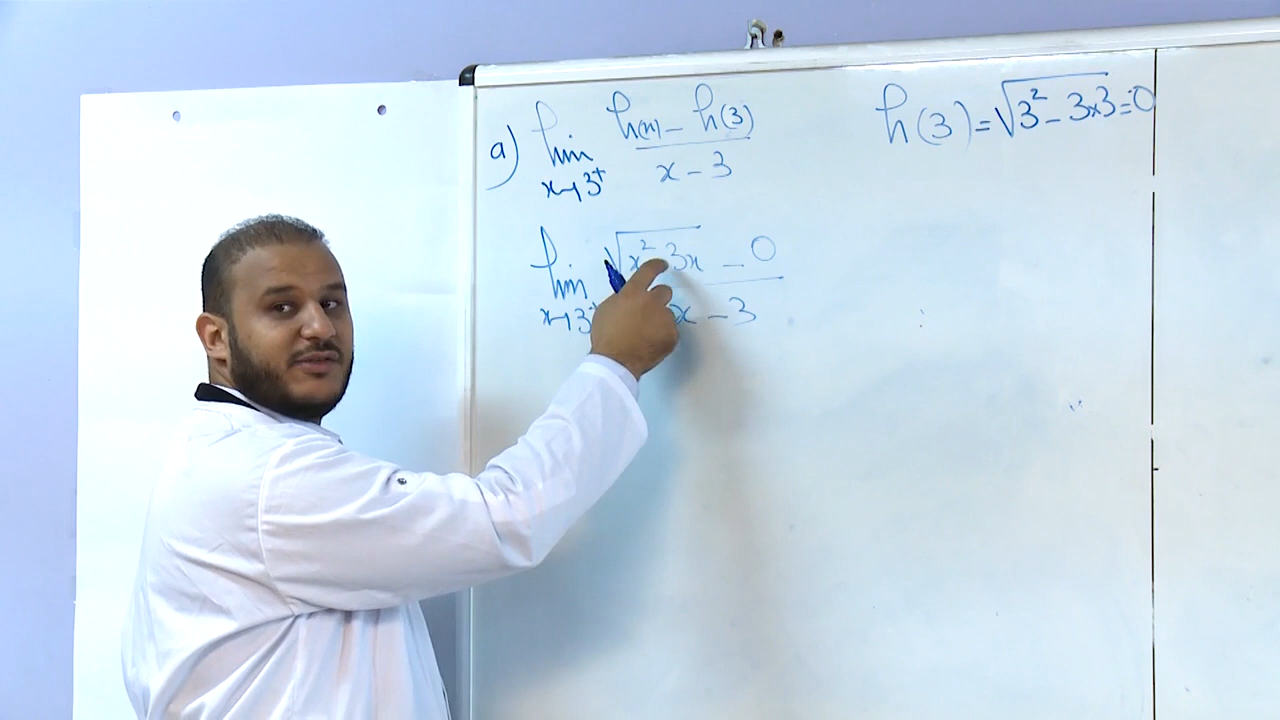 a) lim x→3⁺ h(x) - h(3) / x - 3
h(3) = √3² - 3×3 = 0
lim x→3⁺ √x² - 3x - 0 / x - 3